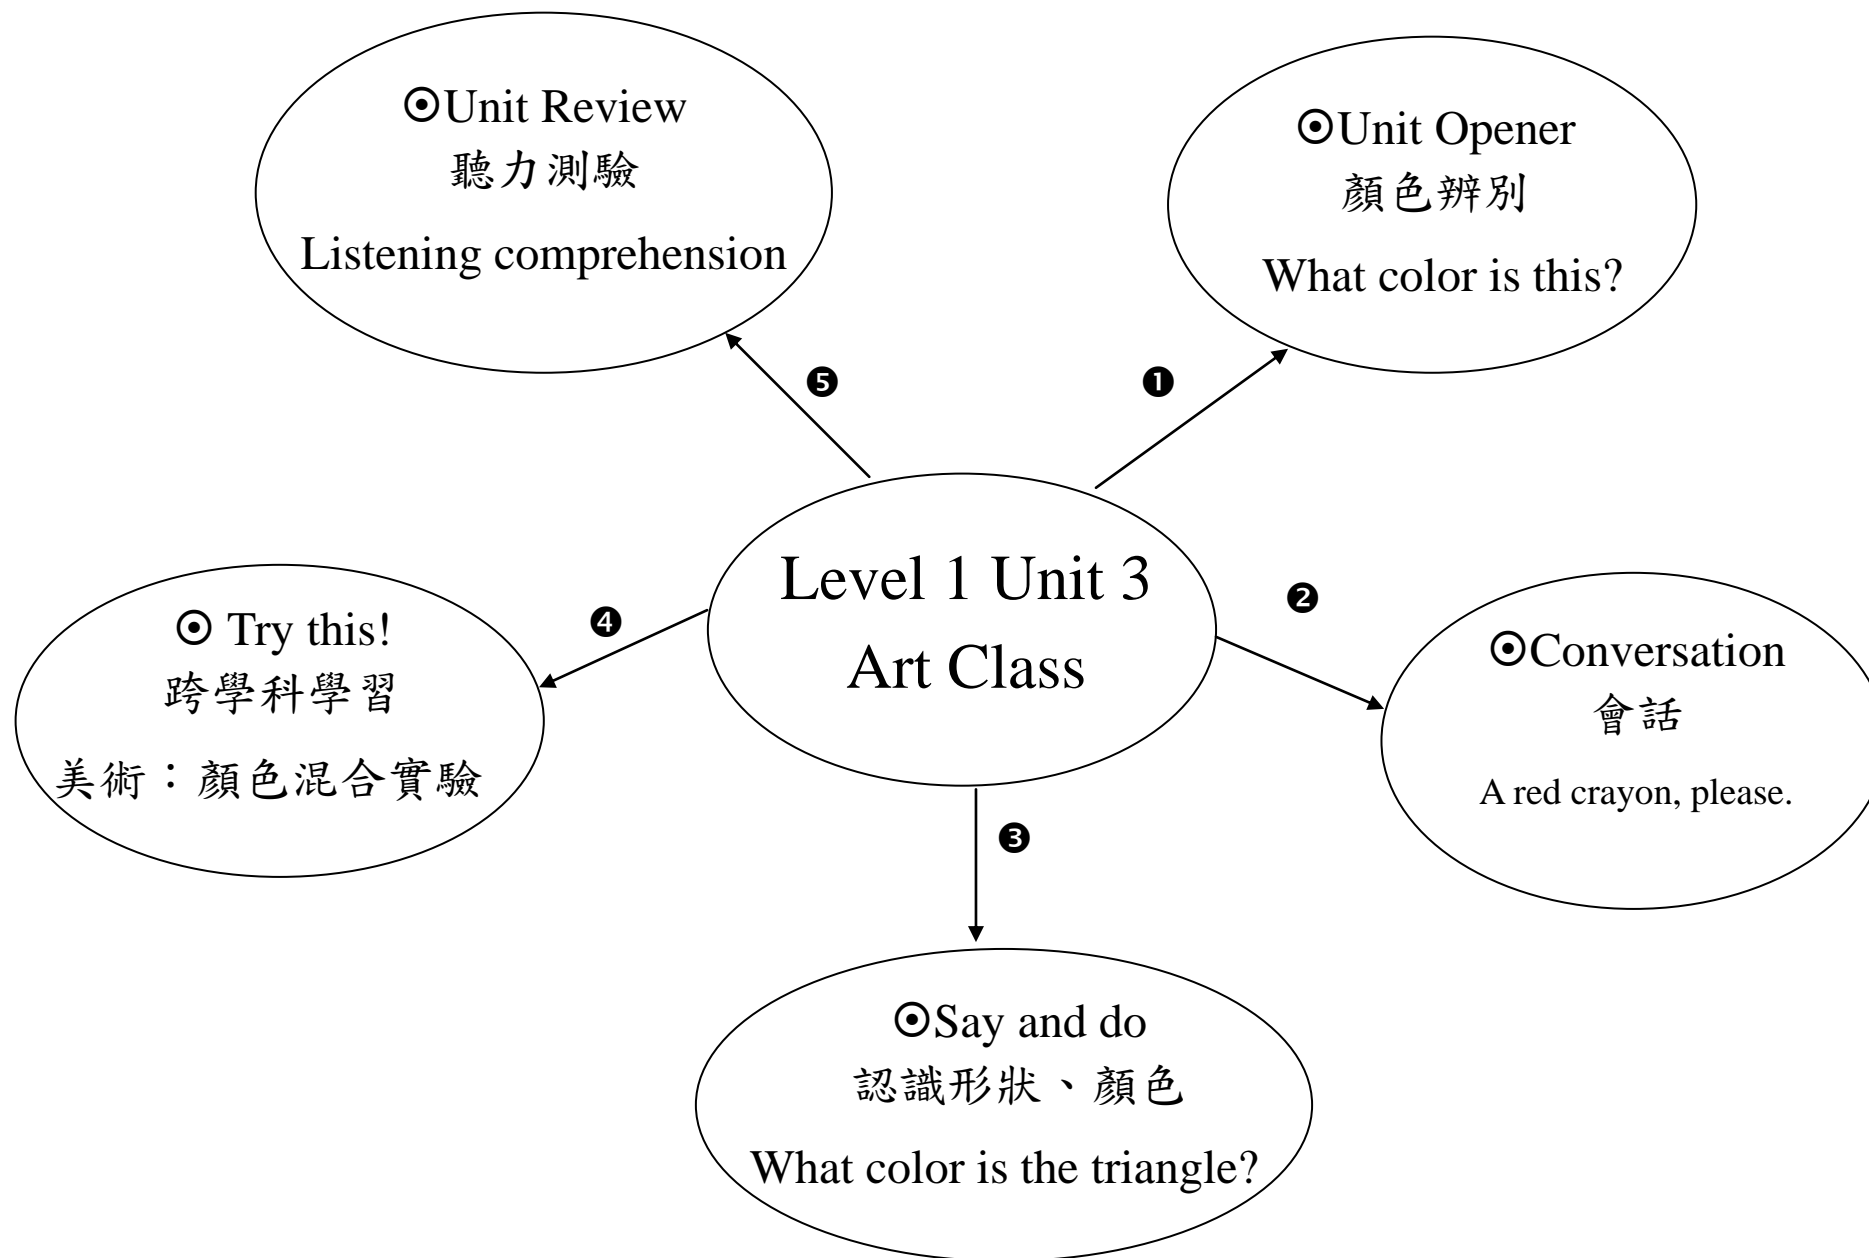 ⊙Unit Review
聽力測驗
Listening comprehension
⊙Unit Opener
顏色辨別
What color is this?
❺
❶
Level 1 Unit 3
Art Class
❷
⊙Conversation
會話
A red crayon, please.
❹
⊙ Try this!
跨學科學習
美術：顏色混合實驗
❸
⊙Say and do
認識形狀、顏色
What color is the triangle?